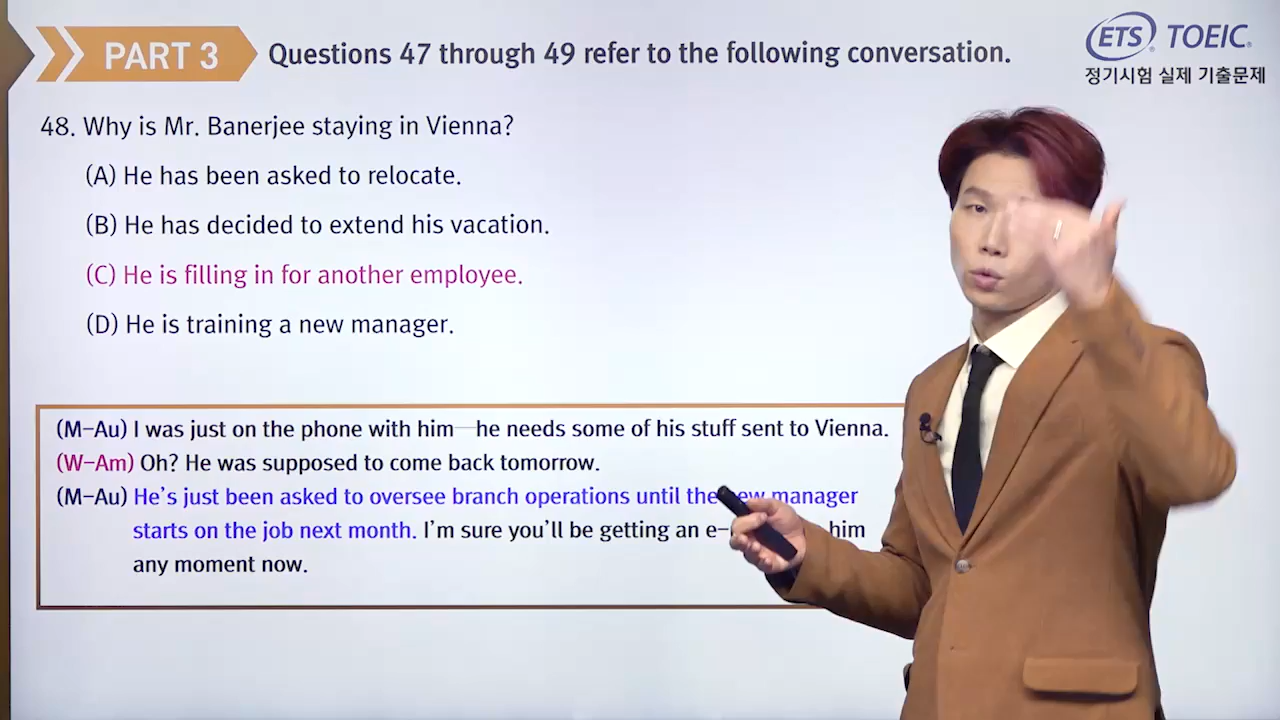 PART 3
Questions 47 through 49 refer to the following conversation.
ETS TOEIC
정기시험 실제 기출문제
48. Why is Mr. Banerjee staying in Vienna?
(A) He has been asked to relocate.
(B) He has decided to extend his vacation.
(C) He is filling in for another employee.
(D) He is training a new manager.
(M-Au) I was just on the phone with him—he needs some of his stuff sent to Vienna.
(W-Am) Oh? He was supposed to come back tomorrow.
(M-Au) He's just been asked to oversee branch operations until the new manager
starts on the job next month. I'm sure you'll be getting an e- him
any moment now.